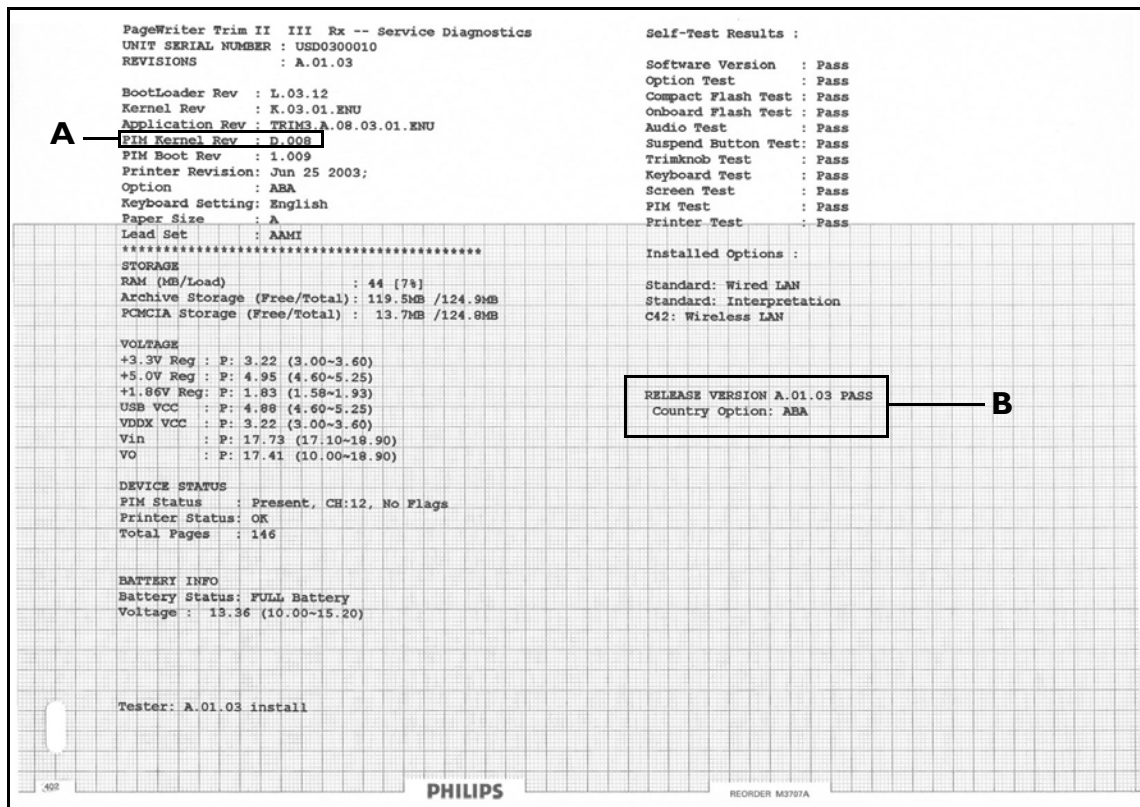 PageWriter Trim II III Rx -- Service Diagnostics
UNIT SERIAL NUMBER : USD0300010
REVISIONS : A.01.03
BootLoader Rev : L.03.12
Kernel Rev : K.03.01.ENU
Application Rev : TRIM3.A.08.03.01.ENU
A
PIM Kernel Rev : D.008
PIM Boot Rev : 1.009
Printer Revision: Jun 25 2003;
Option : ABA
Keyboard Setting: English
Paper Size : A
Lead Set : AAMI
********************************************
STORAGE
RAM (MB/Load) : 44 [7%]
Archive Storage (Free/Total): 119.5MB /124.9MB
PCMCIA Storage (Free/Total) : 13.7MB /124.8MB
VOLTAGE
+3.3V Reg : P: 3.22 (3.00~3.60)
+5.0V Reg : P: 4.95 (4.60~5.25)
+1.86V Reg: P: 1.83 (1.58~1.93)
USB VCC : P: 4.88 (4.60~5.25)
VDDX VCC : P: 3.22 (3.00~3.60)
Vin : P: 17.73 (17.10~18.90)
VO : P: 17.41 (10.00~18.90)
DEVICE STATUS
PIM Status : Present, CH:12, No Flags
Printer Status: OK
Total Pages : 146
BATTERY INFO
Battery Status: FULL Battery
Voltage : 13.36 (10.00~15.20)
Tester: A.01.03 install
Self-Test Results :
Software Version : Pass
Option Test : Pass
Compact Flash Test : Pass
Onboard Flash Test : Pass
Audio Test : Pass
Suspend Button Test: Pass
Trimknob Test : Pass
Keyboard Test : Pass
Screen Test : Pass
PIM Test : Pass
Printer Test : Pass
Installed Options :
Standard: Wired LAN
Standard: Interpretation
C42: Wireless LAN
RELEASE VERSION A.01.03 PASS
Country Option: ABA
B
402
PHILIPS
REORDER M3707A